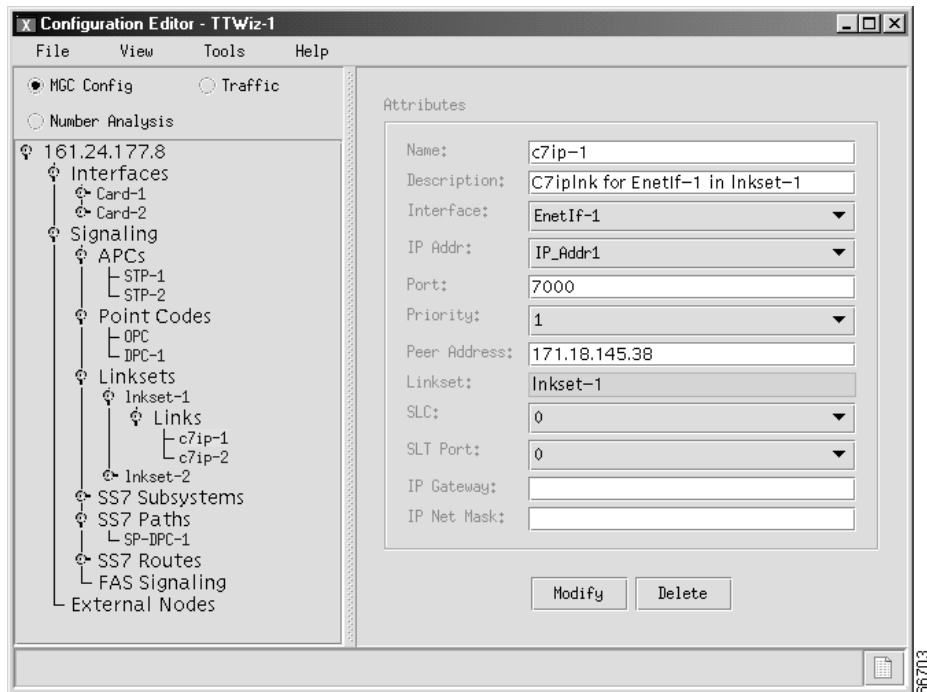 X Configuration Editor - TTWiz-1
File View Tools Help
MGC Config Traffic
Number Analysis
161.24.177.8
Interfaces
Card-1
Card-2
Signaling
APCs
STP-1
STP-2
Point Codes
OPC
DPC-1
Linksets
lnkset-1
Links
c7ip-1
c7ip-2
lnkset-2
SS7 Subsystems
SS7 Paths
SP-DPC-1
SS7 Routes
FAS Signaling
External Nodes
Attributes
Name: c7ip-1
Description: C7iplnk for EnetIf-1 in lnkset-1
Interface: EnetIf-1
IP Addr: IP_Addr1
Port: 7000
Priority: 1
Peer Address: 171.18.145.38
Linkset: lnkset-1
SLC: 0
SLT Port: 0
IP Gateway:
IP Net Mask:
Modify Delete
66703